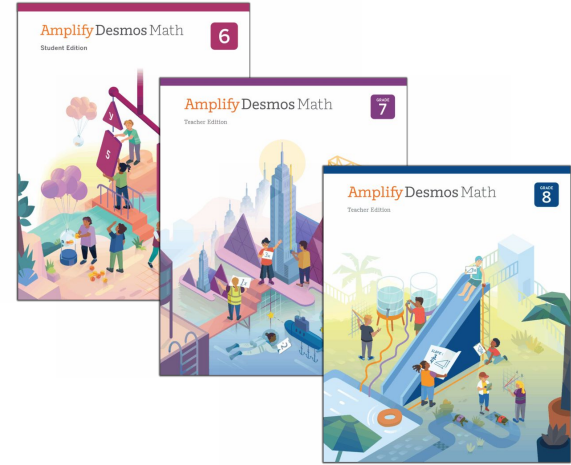 Amplify Desmos Math
6
Student Edition
y
s
Amplify Desmos Math
GRADE
7
Teacher Edition
Amplify Desmos Math
GRADE
8
Teacher Edition